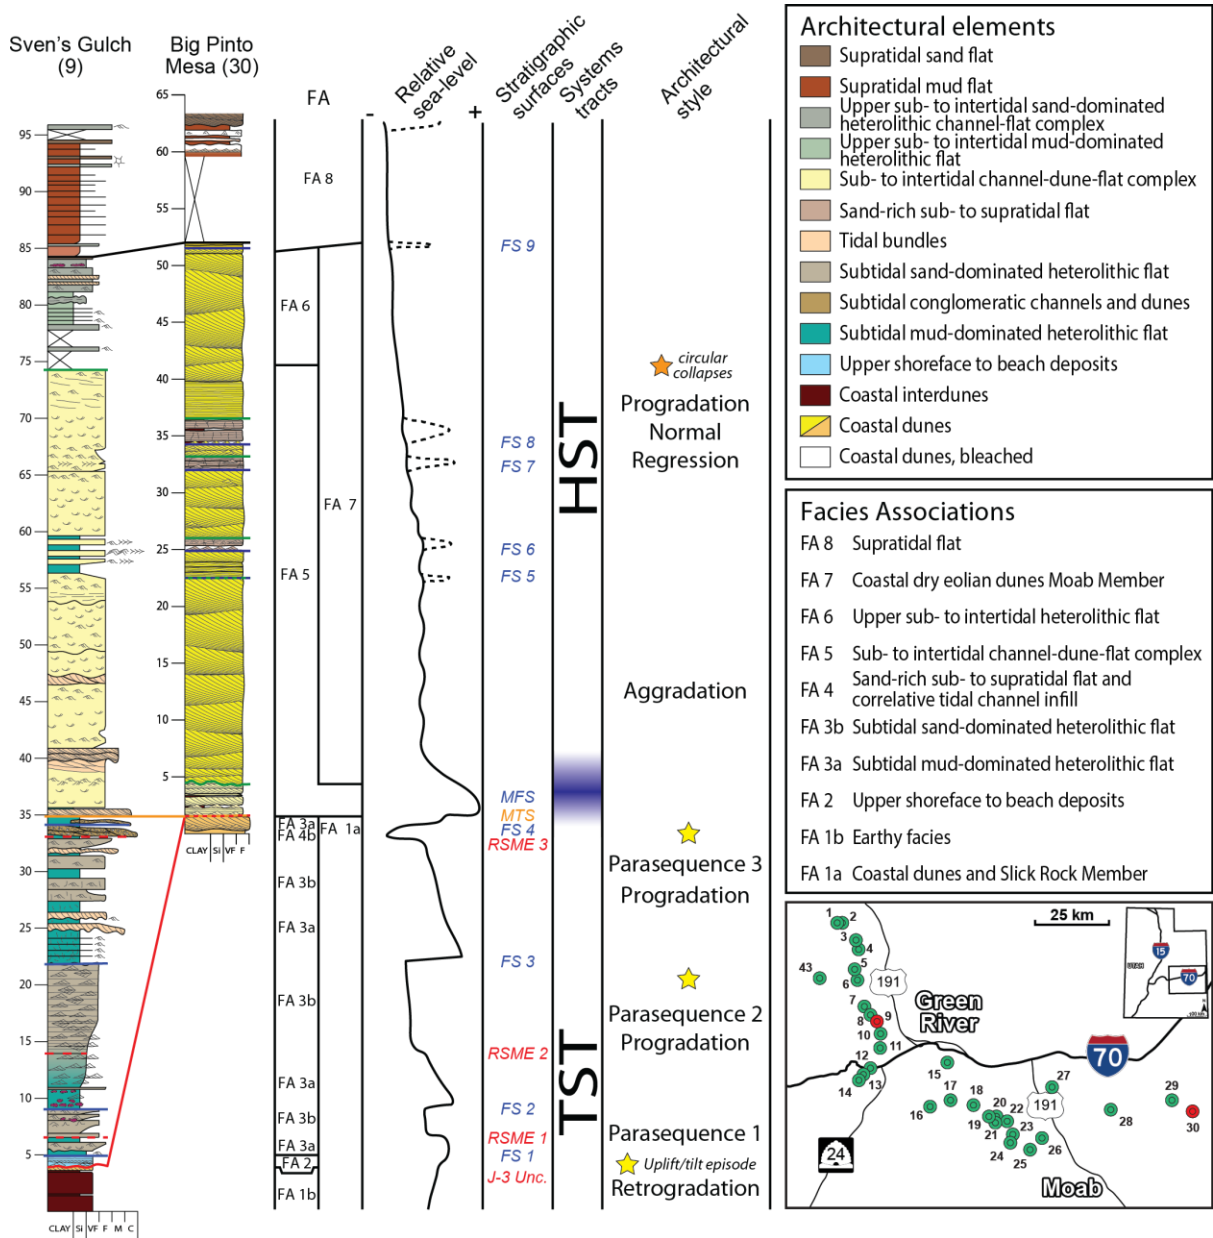 Sven's Gulch
(9)
Big Pinto
Mesa (30)
FA
Relative
sea-level
Stratigraphic
surfaces
Systems
tracts
Architectural
style
-
+
95
90
85
80
75
70
65
60
55
50
45
40
35
30
25
20
15
10
5
CLAY Si VF F M C
65
60
55
50
45
40
35
30
25
20
15
10
5
CLAY Si VF F
FA 8
FA 6
FA 7
FA 5
FA 3a
FA 4b
FA 1a
FA 3b
FA 3a
FA 3b
FA 3a
FA 3b
FA 3a
FA 2
FA 1b
FS 9
FS 8
FS 7
FS 6
FS 5
MFS
MTS
FS 4
RSME 3
FS 3
RSME 2
FS 2
RSME 1
FS 1
J-3 Unc.
HST
TST
circular
collapses
Progradation
Normal
Regression
Aggradation
Parasequence 3
Progradation
Parasequence 2
Progradation
Parasequence 1
Uplift/tilt episode
Retrogradation
Architectural elements
Supratidal sand flat
Supratidal mud flat
Upper sub- to intertidal sand-dominated
heterolithic channel-flat complex
Upper sub- to intertidal mud-dominated
heterolithic flat
Sub- to intertidal channel-dune-flat complex
Sand-rich sub- to supratidal flat
Tidal bundles
Subtidal sand-dominated heterolithic flat
Subtidal conglomeratic channels and dunes
Subtidal mud-dominated heterolithic flat
Upper shoreface to beach deposits
Coastal interdunes
Coastal dunes
Coastal dunes, bleached
Facies Associations
FA 8 Supratidal flat
FA 7 Coastal dry eolian dunes Moab Member
FA 6 Upper sub- to intertidal heterolithic flat
FA 5 Sub- to intertidal channel-dune-flat complex
FA 4 Sand-rich sub- to supratidal flat and
correlative tidal channel infill
FA 3b Subtidal sand-dominated heterolithic flat
FA 3a Subtidal mud-dominated heterolithic flat
FA 2 Upper shoreface to beach deposits
FA 1b Earthy facies
FA 1a Coastal dunes and Slick Rock Member
25 km
1 2
3
4
5
43
6
191
7
9
8
10
11
Green
River
UTAH
15
70
70
12
13
14
15
16
17
18
19
20
21
22
23
24
25
26
27
191
28
29
30
24
Moab